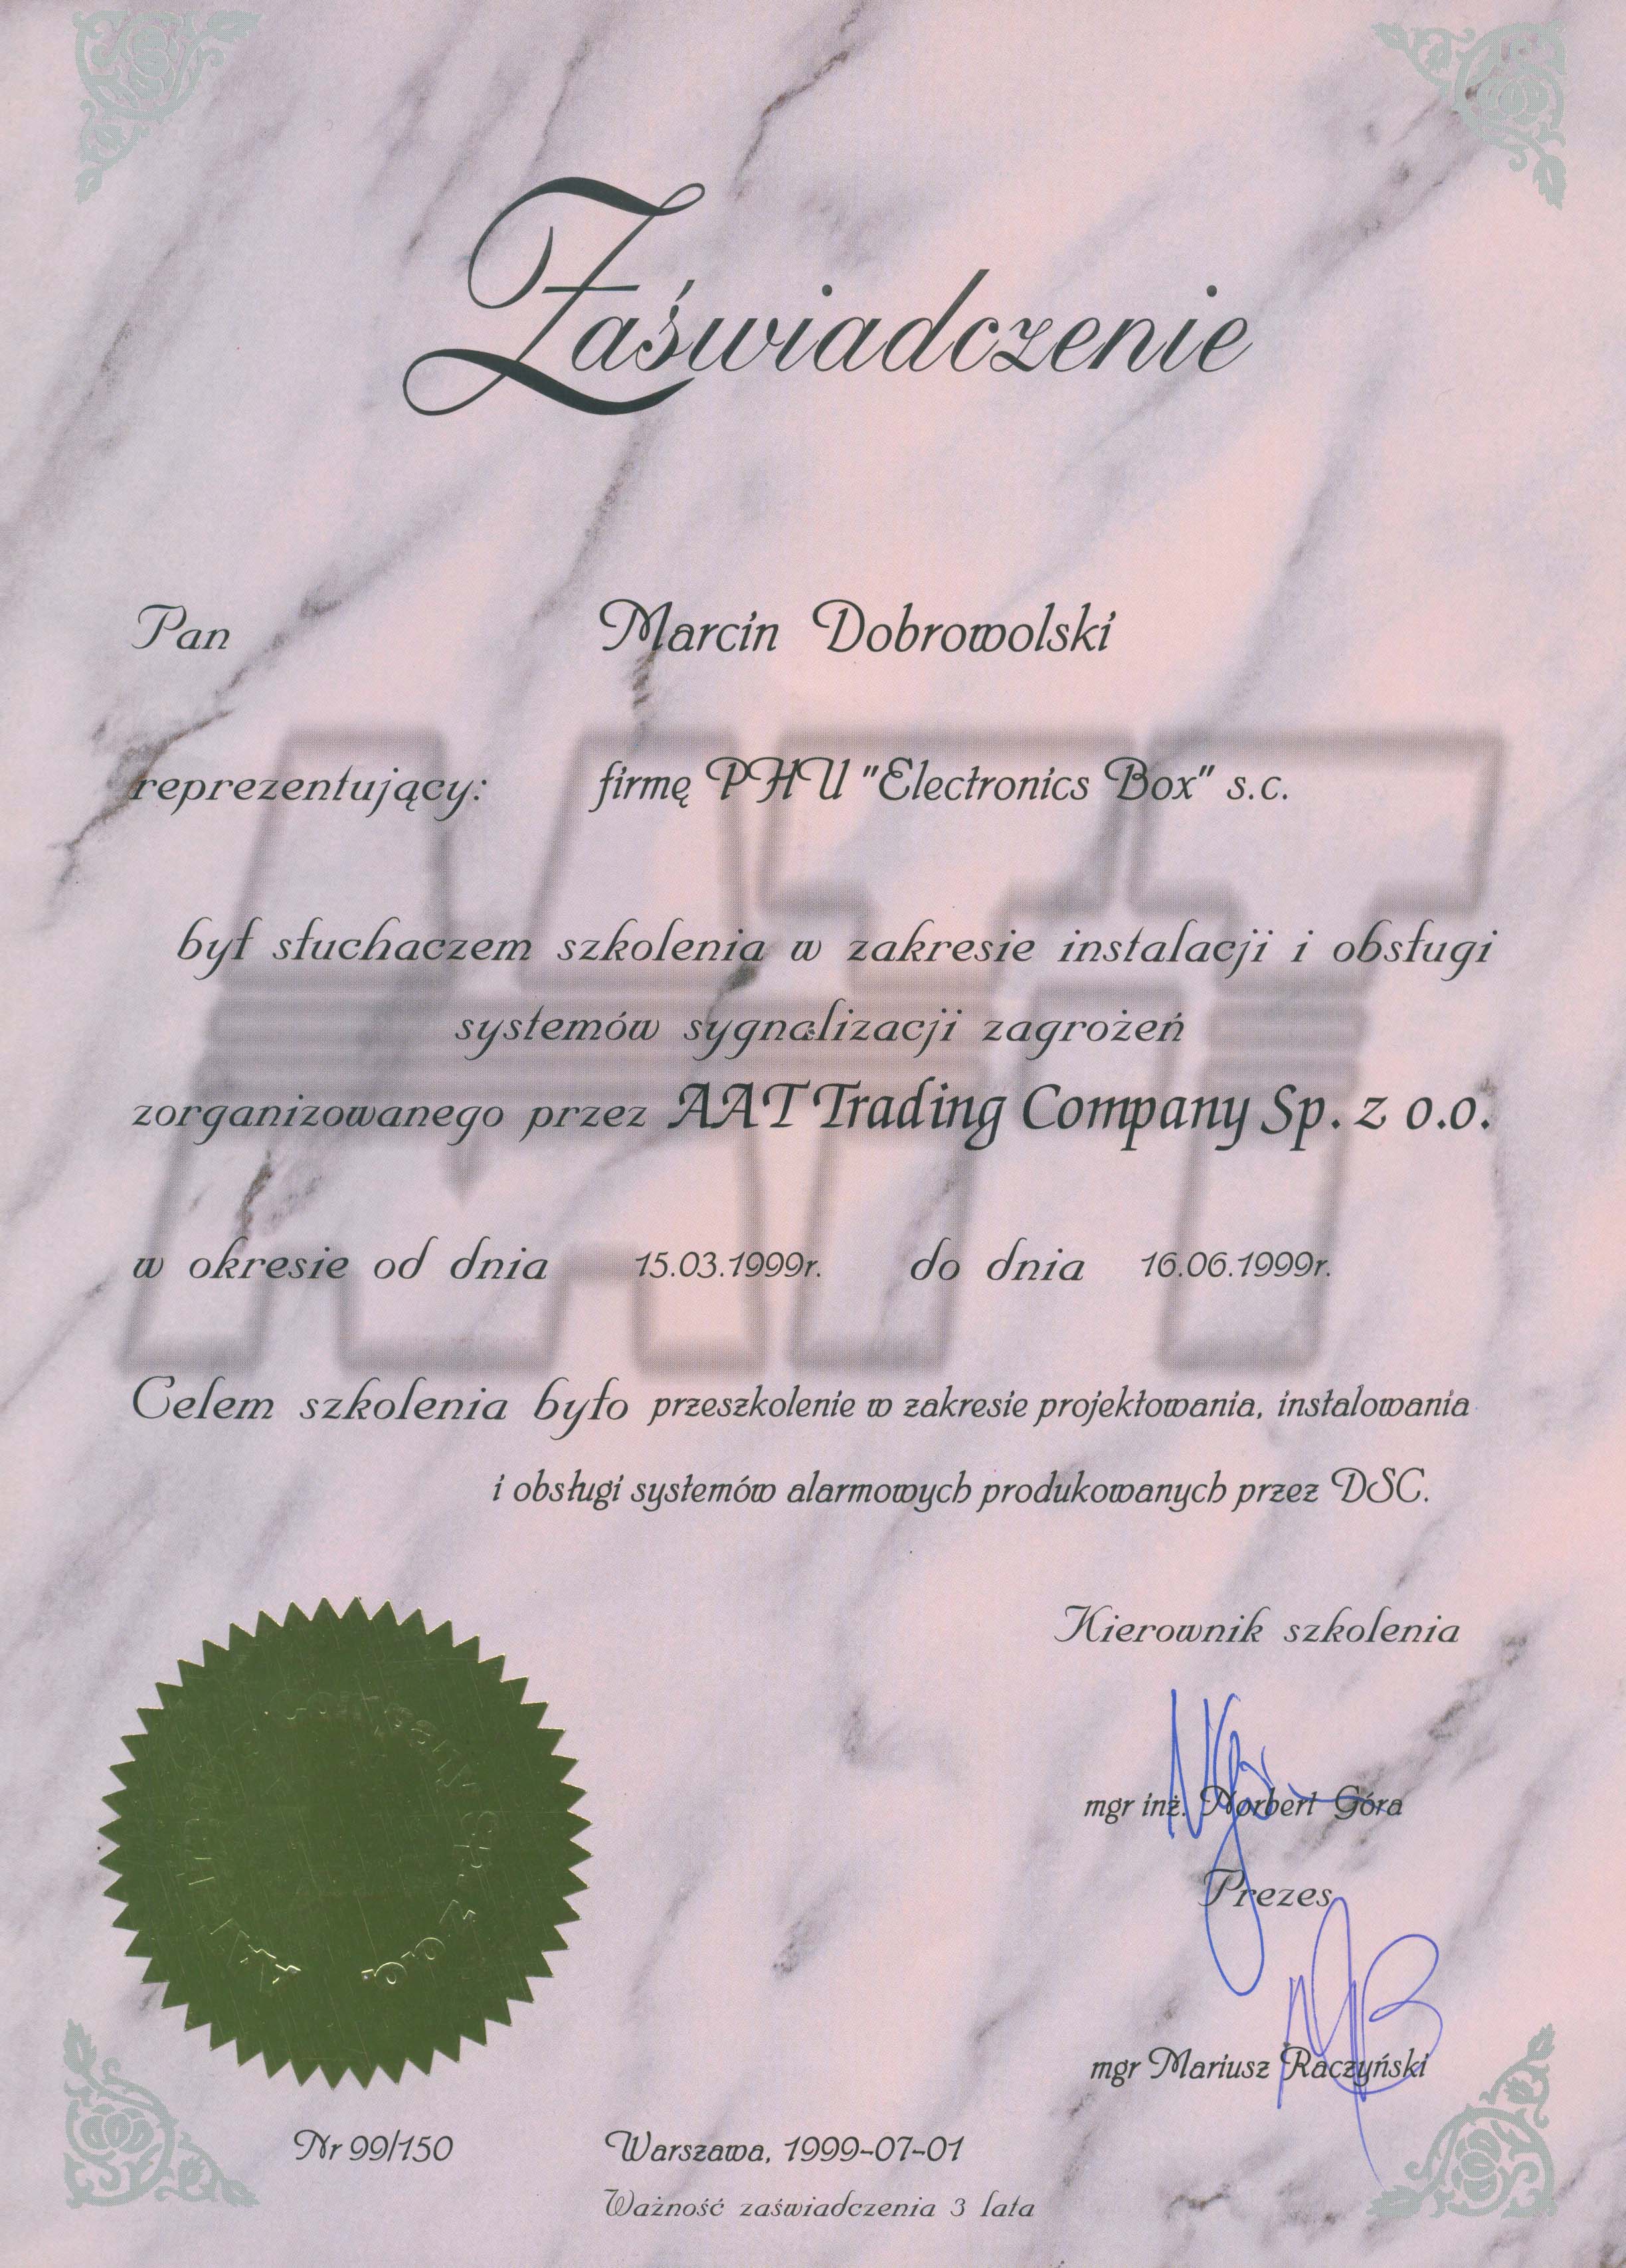 Zaświadczenie
Pan Marcin Dobrowolski
reprezentujący: firmę PHU "Electronics Box" s.c.
był słuchaczem szkolenia w zakresie instalacji i obsługi
systemów sygnalizacji zagrożeń
zorganizowanego przez AAT Trading Company Sp. z o.o.
w okresie od dnia 15.03.1999r. do dnia 16.06.1999r.
Celem szkolenia było przeszkolenie w zakresie projektowania, instalowania
i obsługi systemów alarmowych produkowanych przez DSC.
Kierownik szkolenia
mgr inż. Norbert Góra
Prezes
mgr Mariusz Raczyński
Nr 99/150
Warszawa, 1999-07-01
Ważność zaświadczenia 3 lata